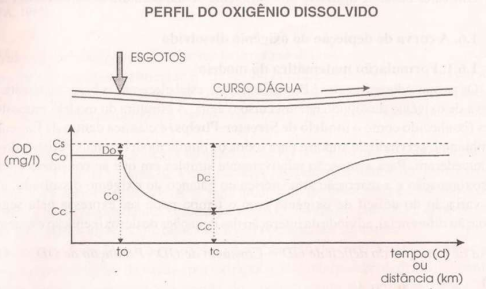 PERFIL DO OXIGÊNIO DISSOLVIDO
ESGOTOS
CURSO DÁGUA
OD
(mg/l)
Cs
Co
Do
Dc
Co
Cc
Cc
to
tc
tempo (d)
ou
distância (km)